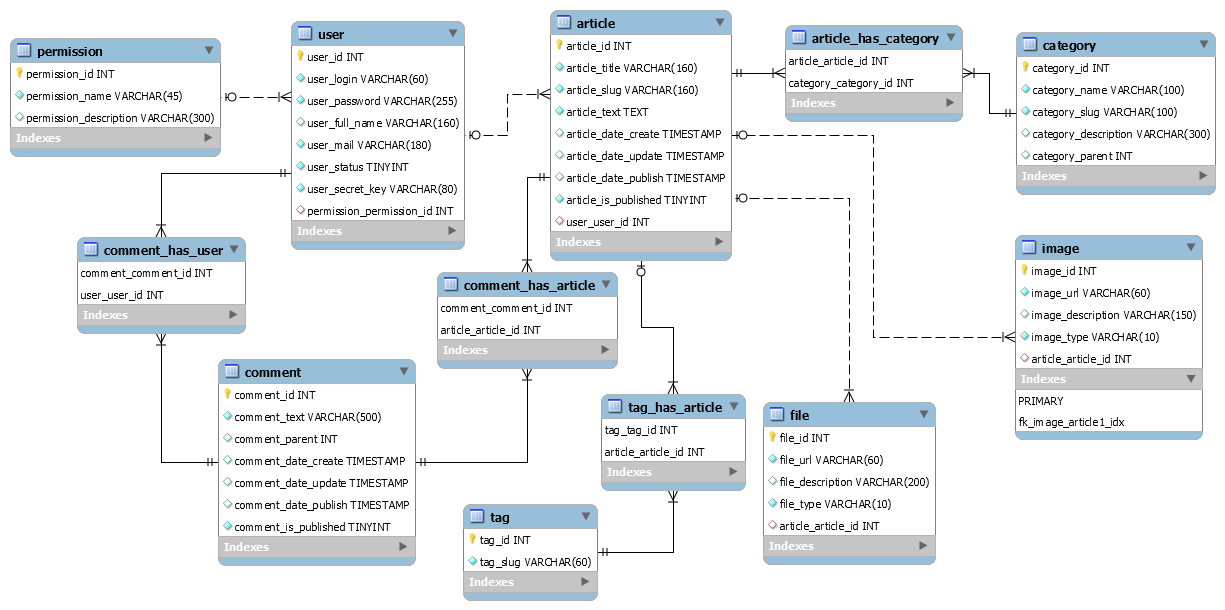 permission
permission_id INT
permission_name VARCHAR(45)
permission_description VARCHAR(300)
Indexes
user
user_id INT
user_login VARCHAR(60)
user_password VARCHAR(255)
user_full_name VARCHAR(160)
user_mail VARCHAR(180)
user_status TINYINT
user_secret_key VARCHAR(80)
permission_permission_id INT
Indexes
article
article_id INT
article_title VARCHAR(160)
article_slug VARCHAR(160)
article_text TEXT
article_date_create TIMESTAMP
article_date_update TIMESTAMP
article_date_publish TIMESTAMP
article_is_published TINYINT
user_user_id INT
Indexes
article_has_category
article_article_id INT
category_category_id INT
Indexes
category
category_id INT
category_name VARCHAR(100)
category_slug VARCHAR(100)
category_description VARCHAR(300)
category_parent INT
Indexes
comment_has_user
comment_comment_id INT
user_user_id INT
Indexes
comment_has_article
comment_comment_id INT
article_article_id INT
Indexes
image
image_id INT
image_url VARCHAR(60)
image_description VARCHAR(150)
image_type VARCHAR(10)
article_article_id INT
Indexes
PRIMARY
fk_image_article1_idx
comment
comment_id INT
comment_text VARCHAR(500)
comment_parent INT
comment_date_create TIMESTAMP
comment_date_update TIMESTAMP
comment_date_publish TIMESTAMP
comment_is_published TINYINT
Indexes
tag_has_article
tag_tag_id INT
article_article_id INT
Indexes
file
file_id INT
file_url VARCHAR(60)
file_description VARCHAR(200)
file_type VARCHAR(10)
article_article_id INT
Indexes
tag
tag_id INT
tag_slug VARCHAR(60)
Indexes